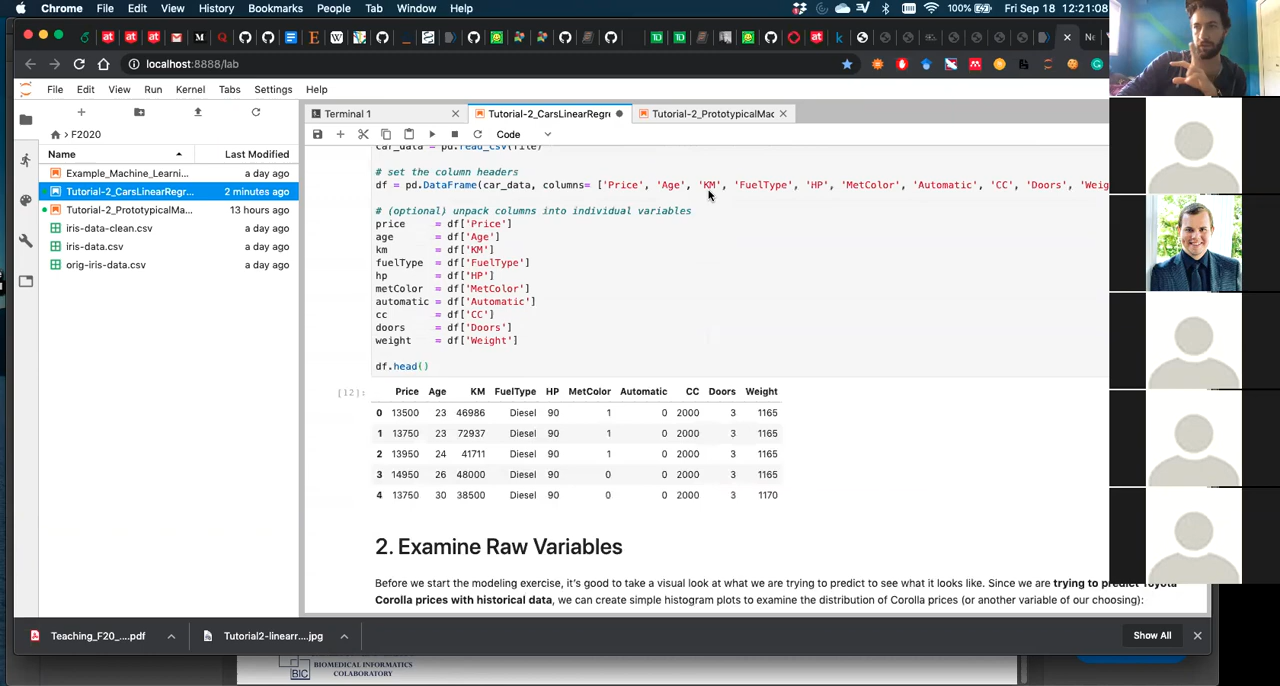 Chrome File Edit View History Bookmarks People Tab Window Help 100% Fri Sep 18 12:21:08
localhost:8888/lab
File Edit View Run Kernel Tabs Settings Help
Terminal 1 Tutorial-2_CarsLinearRegre Tutorial-2_PrototypicalMac
F2020
Code
Name Last Modified
Example_Machine_Learni... a day ago
Tutorial-2_CarsLinearRegr... 2 minutes ago
Tutorial-2_PrototypicalMa... 13 hours ago
iris-data-clean.csv a day ago
iris-data.csv a day ago
orig-iris-data.csv a day ago
car_data = pd.read_csv(file)
# set the column headers
df = pd.DataFrame(car_data, columns= ['Price', 'Age', 'KM', 'FuelType', 'HP', 'MetColor', 'Automatic', 'CC', 'Doors', 'Weig
# (optional) unpack columns into individual variables
price = df['Price']
age = df['Age']
km = df['KM']
fuelType = df['FuelType']
hp = df['HP']
metColor = df['MetColor']
automatic = df['Automatic']
cc = df['CC']
doors = df['Doors']
weight = df['Weight']
df.head()
[12]:
Price Age KM FuelType HP MetColor Automatic CC Doors Weight
0 13500 23 46986 Diesel 90 1 0 2000 3 1165
1 13750 23 72937 Diesel 90 1 0 2000 3 1165
2 13950 24 41711 Diesel 90 1 0 2000 3 1165
3 14950 26 48000 Diesel 90 0 0 2000 3 1165
4 13750 30 38500 Diesel 90 0 0 2000 3 1170
2. Examine Raw Variables
Before we start the modeling exercise, it's good to take a visual look at what we are trying to predict to see what it looks like. Since we are trying to predict Toyota
Corolla prices with historical data, we can create simple histogram plots to examine the distribution of Corolla prices (or another variable of our choosing):
Teaching_F20_....pdf Tutorial2-linearr....jpg Show All
BIC
BIOMEDICAL INFORMATICS
COLABORATORY